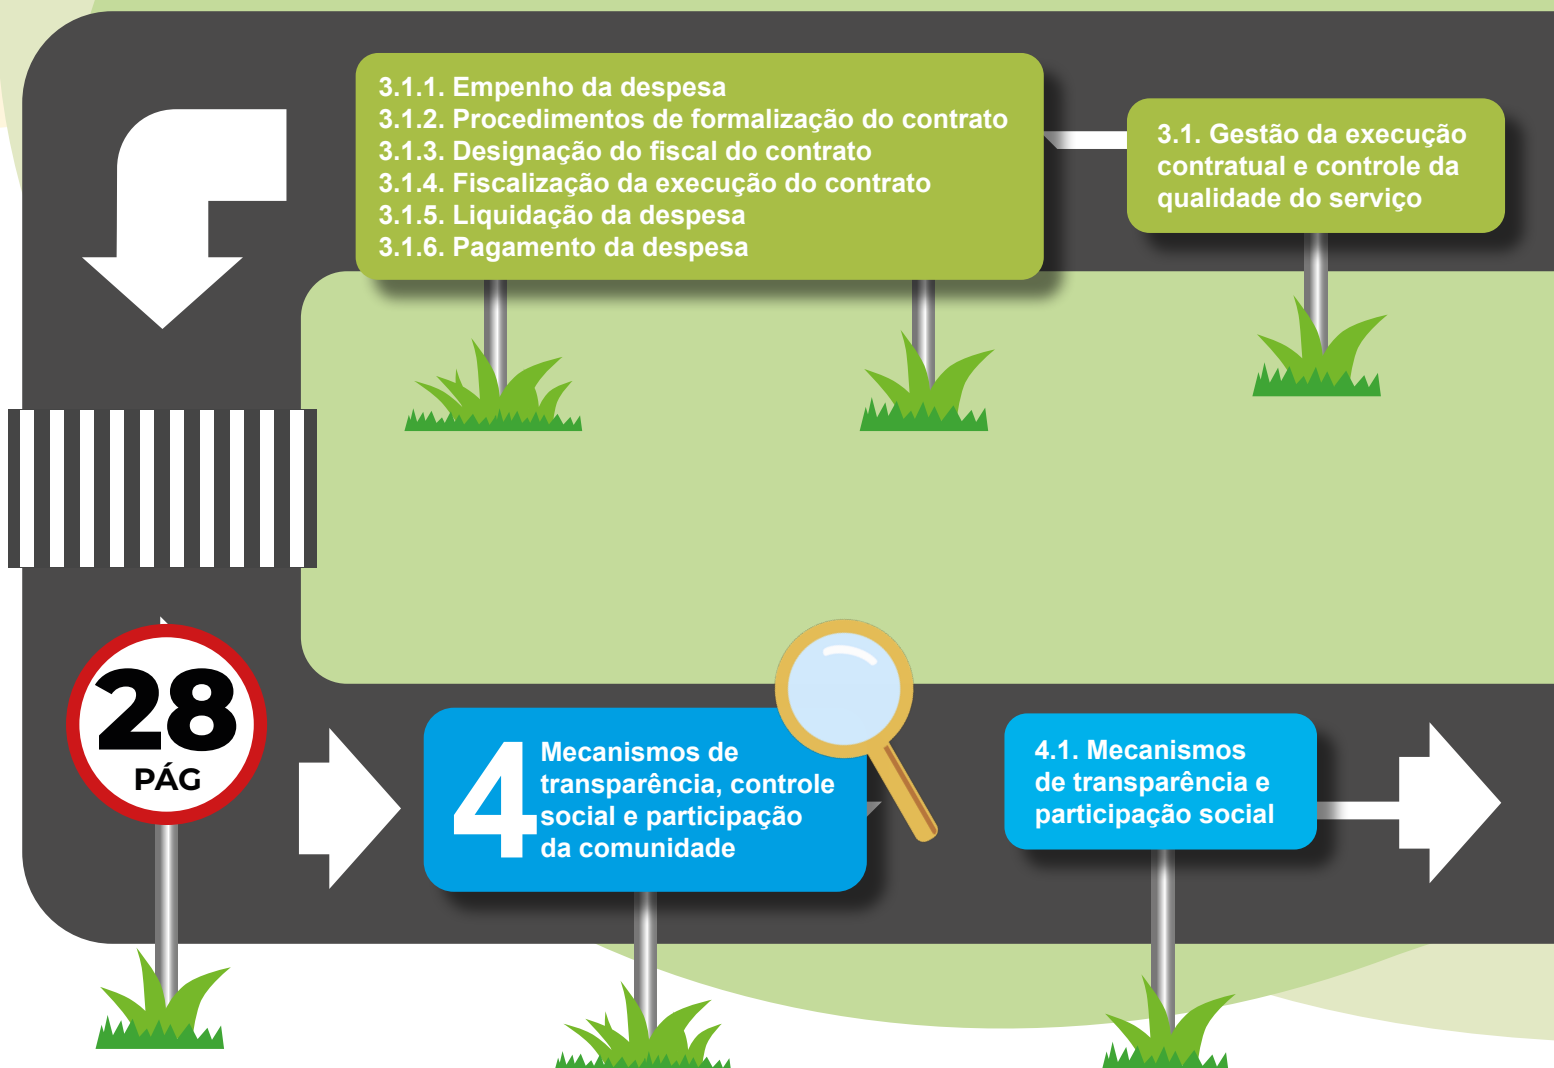 3.1.1. Empenho da despesa
3.1.2. Procedimentos de formalização do contrato
3.1.3. Designação do fiscal do contrato
3.1.4. Fiscalização da execução do contrato
3.1.5. Liquidação da despesa
3.1.6. Pagamento da despesa
3.1. Gestão da execução
contratual e controle da
qualidade do serviço
28
PÁG
4
Mecanismos de
transparência, controle
social e participação
da comunidade
4.1. Mecanismos
de transparência e
participação social